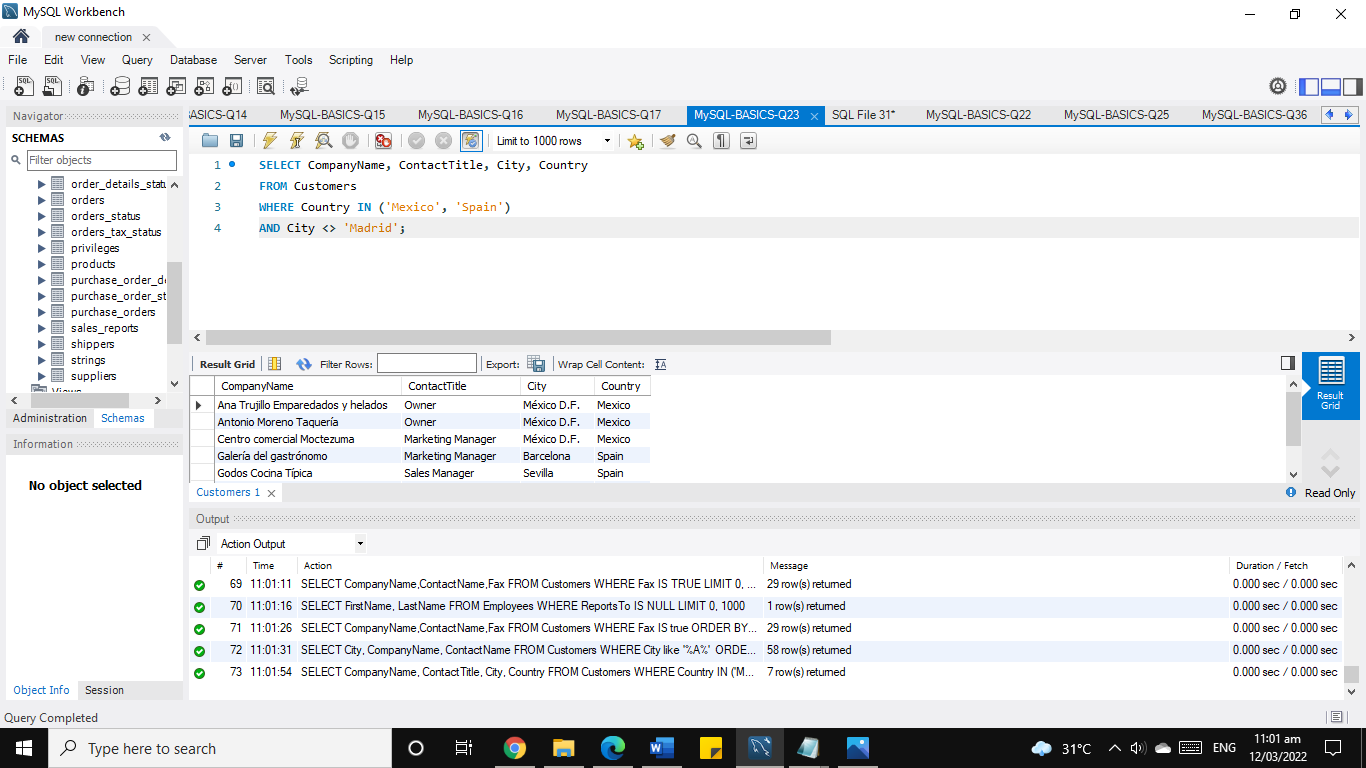 MySQL Workbench
new connection
File Edit View Query Database Server Tools Scripting Help
Navigator
SCHEMAS
Filter objects
order_details_statu
orders
orders_status
orders_tax_status
privileges
products
purchase_order_de
purchase_order_st
purchase_orders
sales_reports
shippers
strings
suppliers
Views
Administration Schemas
Information
No object selected
Object Info Session
BASICS-Q14 MySQL-BASICS-Q15 MySQL-BASICS-Q16 MySQL-BASICS-Q17 MySQL-BASICS-Q23 SQL File 31* MySQL-BASICS-Q22 MySQL-BASICS-Q25 MySQL-BASICS-Q36
Limit to 1000 rows
1 SELECT CompanyName, ContactTitle, City, Country
2 FROM Customers
3 WHERE Country IN ('Mexico', 'Spain')
4 AND City <> 'Madrid';
Result Grid Filter Rows: Export: Wrap Cell Content:
CompanyName ContactTitle City Country
Ana Trujillo Emparedados y helados Owner México D.F. Mexico
Antonio Moreno Taquería Owner México D.F. Mexico
Centro comercial Moctezuma Marketing Manager México D.F. Mexico
Galería del gastrónomo Marketing Manager Barcelona Spain
Godos Cocina Típica Sales Manager Sevilla Spain
Result Grid
Customers 1
Read Only
Output
Action Output
# Time Action Message Duration / Fetch
69 11:01:11 SELECT CompanyName,ContactName,Fax FROM Customers WHERE Fax IS TRUE LIMIT 0, ... 29 row(s) returned 0.000 sec / 0.000 sec
70 11:01:16 SELECT FirstName, LastName FROM Employees WHERE ReportsTo IS NULL LIMIT 0, 1000 1 row(s) returned 0.000 sec / 0.000 sec
71 11:01:26 SELECT CompanyName,ContactName,Fax FROM Customers WHERE Fax IS true ORDER BY... 29 row(s) returned 0.000 sec / 0.000 sec
72 11:01:31 SELECT City, CompanyName, ContactName FROM Customers WHERE City like '%A%' ORDE... 58 row(s) returned 0.000 sec / 0.000 sec
73 11:01:54 SELECT CompanyName, ContactTitle, City, Country FROM Customers WHERE Country IN ('M... 7 row(s) returned 0.000 sec / 0.000 sec
Query Completed
Type here to search
31°C ENG 11:01 am
12/03/2022